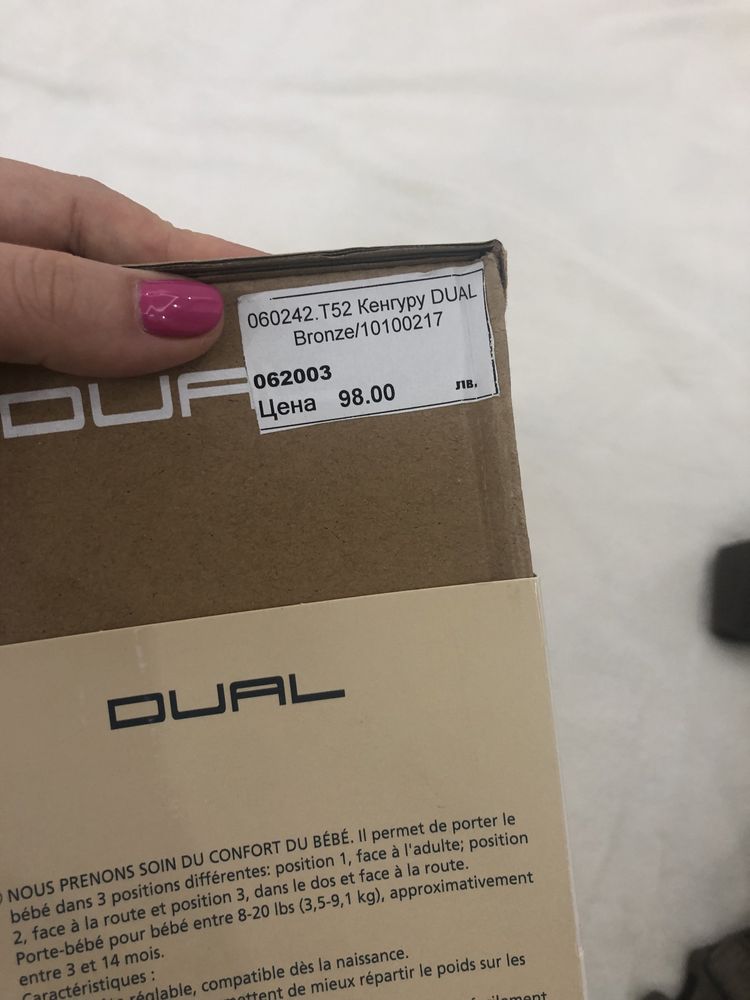 060242.T52 Кенгуру DUAL
Bronze/10100217
062003
Цена 98.00 лв.
DUAL
NOUS PRENONS SOIN DU CONFORT DU BÉBÉ. Il permet de porter le
bébé dans 3 positions différentes: position 1, face à l'adulte; position
2, face à la route et position 3, dans le dos et face à la route.
Porte-bébé pour bébé entre 8-20 lbs (3,5-9,1 kg), approximativement
entre 3 et 14 mois.
Caractéristiques :
réglable, compatible dès la naissance.
de mieux répartir le poids sur les